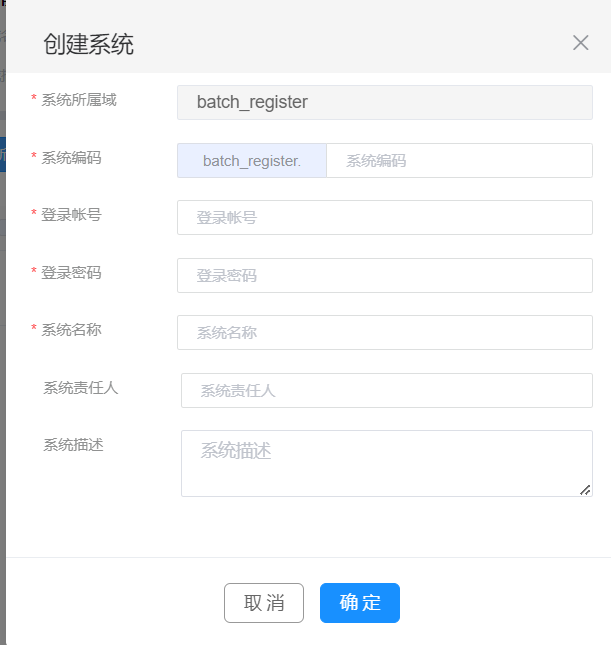 创建系统
* 系统所属域 batch_register
* 系统编码 batch_register. 系统编码
* 登录帐号 登录帐号
* 登录密码 登录密码
* 系统名称 系统名称
系统责任人 系统责任人
系统描述 系统描述
取消 确定